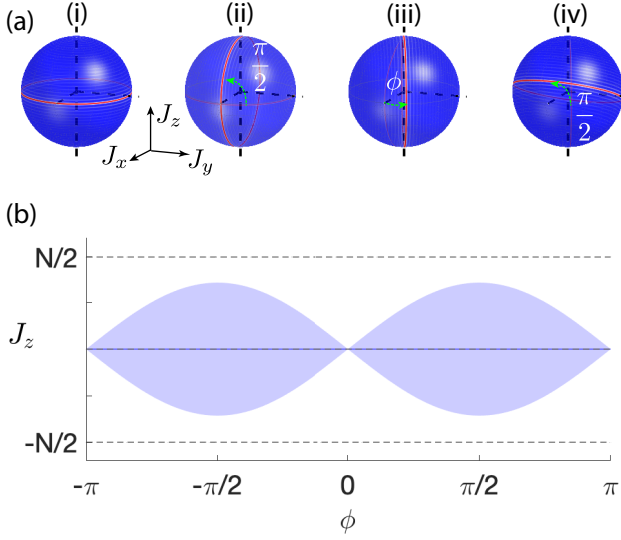 (a) (i) (ii) (iii) (iv)
π/2
ϕ
π/2
J_z
J_x J_y
(b)
N/2
J_z
-N/2
-π -π/2 0 π/2 π
ϕ